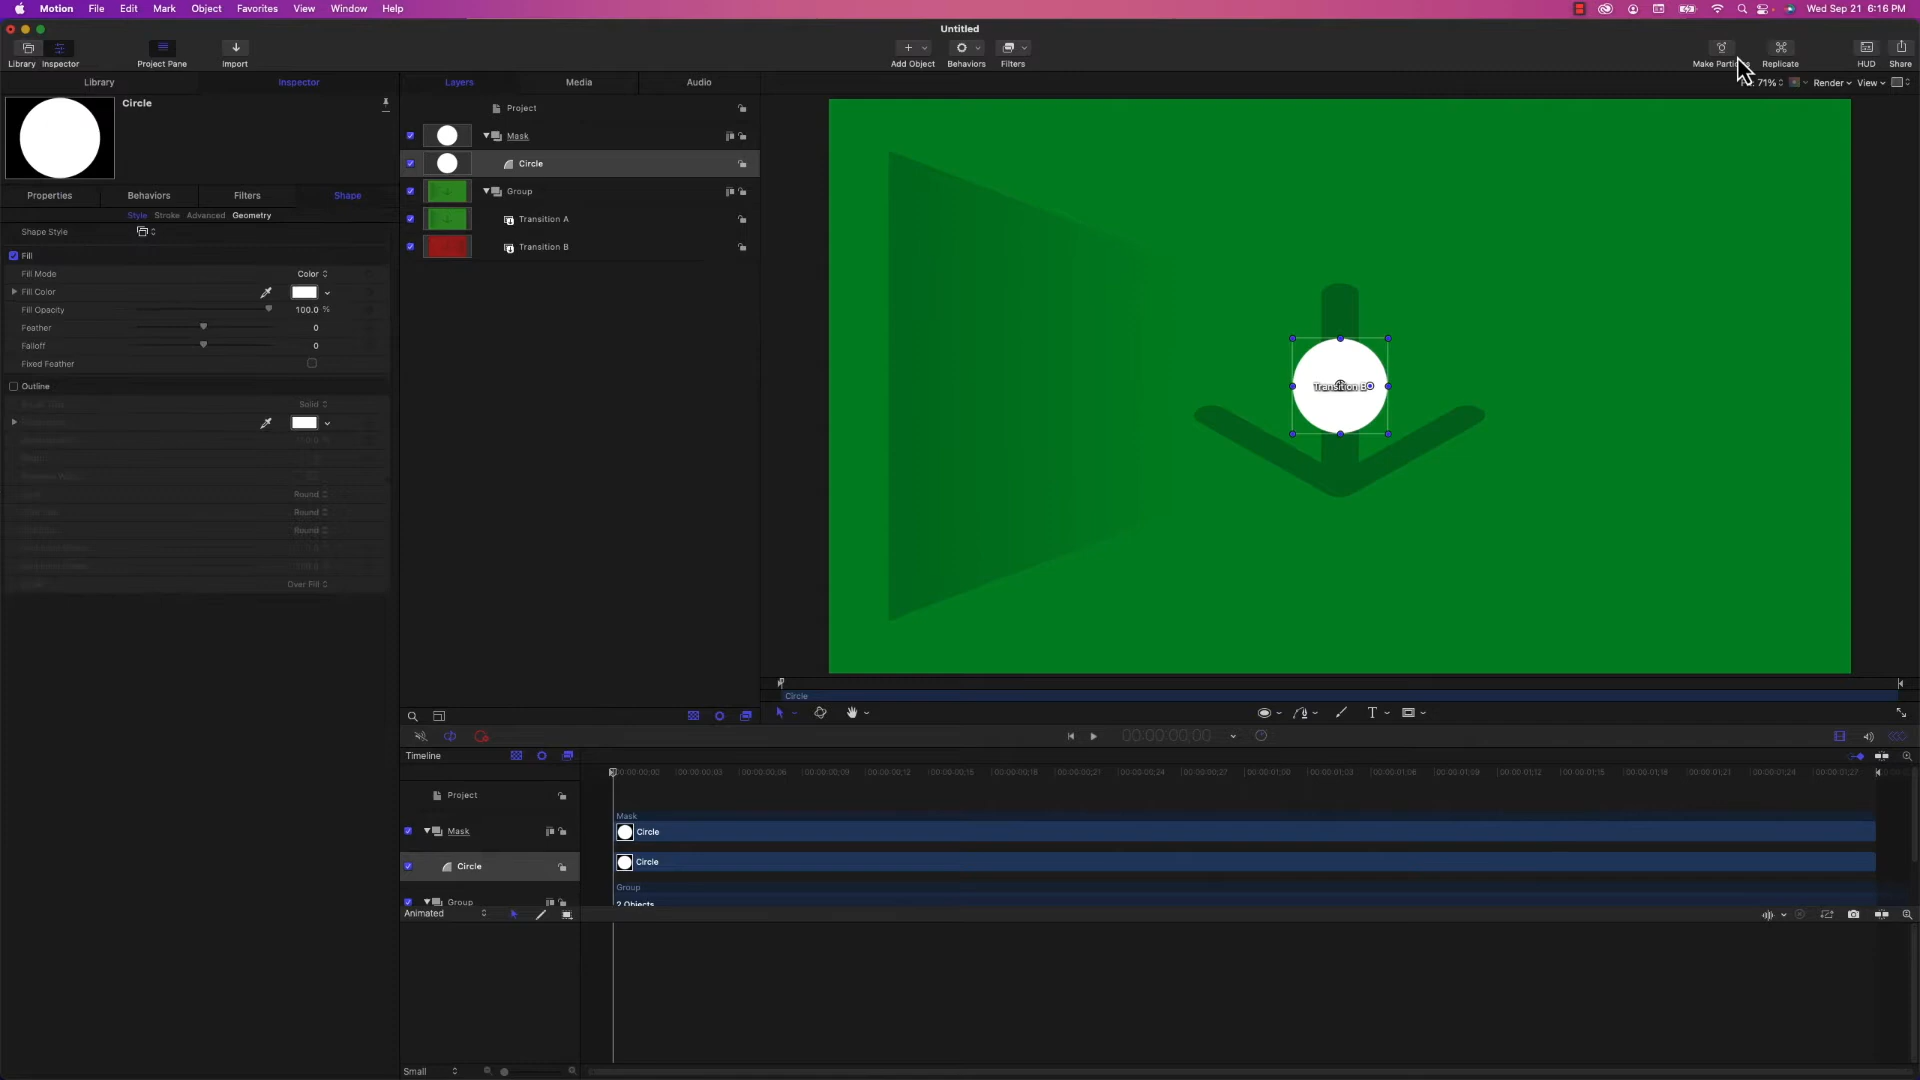 Motion File Edit Mark Object Favorites View Window Help Wed Sep 21 6:16 PM
Untitled
Library Inspector Project Pane Import Add Object Behaviors Filters Replicate HUD Share
Library Inspector Layers Media Audio 71% Render View
Circle
Project
Mask
Circle
Group
Transition A
Transition B
Properties Behaviors Filters Shape
Style Stroke Advanced Geometry
Shape Style
Fill
Fill Mode Color
Fill Color
Fill Opacity 100.0 %
Feather 0
Falloff 0
Fixed Feather
Outline
Solid
Round
Round
Round
Over Fill
Circle
00:00:00:00
Timeline
00:00:00:00 00:00:00:03 00:00:00:06 00:00:00:09 00:00:00:12 00:00:00:15 00:00:00:18 00:00:00:21 00:00:00:24 00:00:00:27 00:00:01:00 00:00:01:03 00:00:01:06 00:00:01:09 00:00:01:12 00:00:01:15 00:00:01:18 00:00:01:21 00:00:01:24 00:00:01:27
Project
Mask
Mask Circle
Circle Circle
Group
Group 2 Objects
Animated
Small